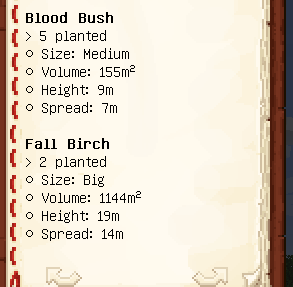 Blood Bush
> 5 planted
○ Size: Medium
○ Volume: 155m²
○ Height: 9m
○ Spread: 7m
Fall Birch
> 2 planted
○ Size: Big
○ Volume: 1144m²
○ Height: 19m
○ Spread: 14m